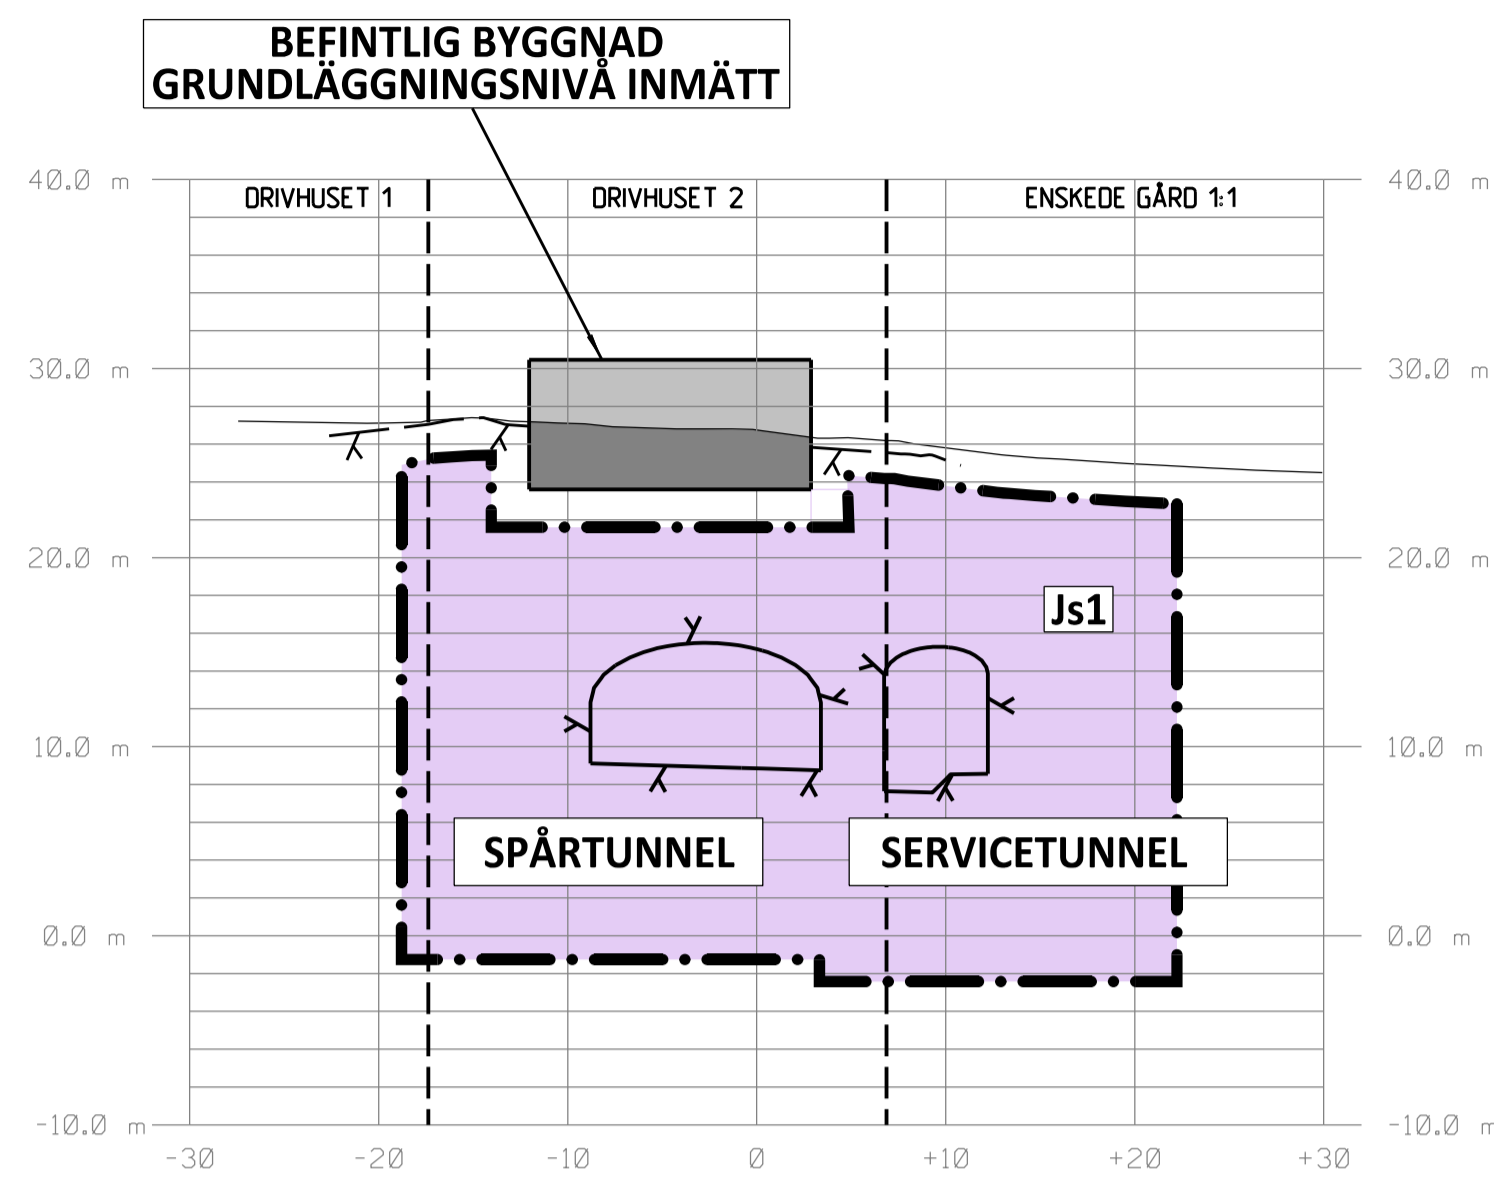 BEFINTLIG BYGGNAD
GRUNDLÄGGNINGSNIVÅ INMÄTT
40.0 m
DRIVHUSET 1
DRIVHUSET 2
ENSKEDE GÅRD 1:1
40.0 m
30.0 m
30.0 m
20.0 m
20.0 m
Js1
10.0 m
10.0 m
SPÅRTUNNEL
SERVICETUNNEL
0.0 m
0.0 m
-10.0 m
-10.0 m
-30
-20
-10
0
+10
+20
+30